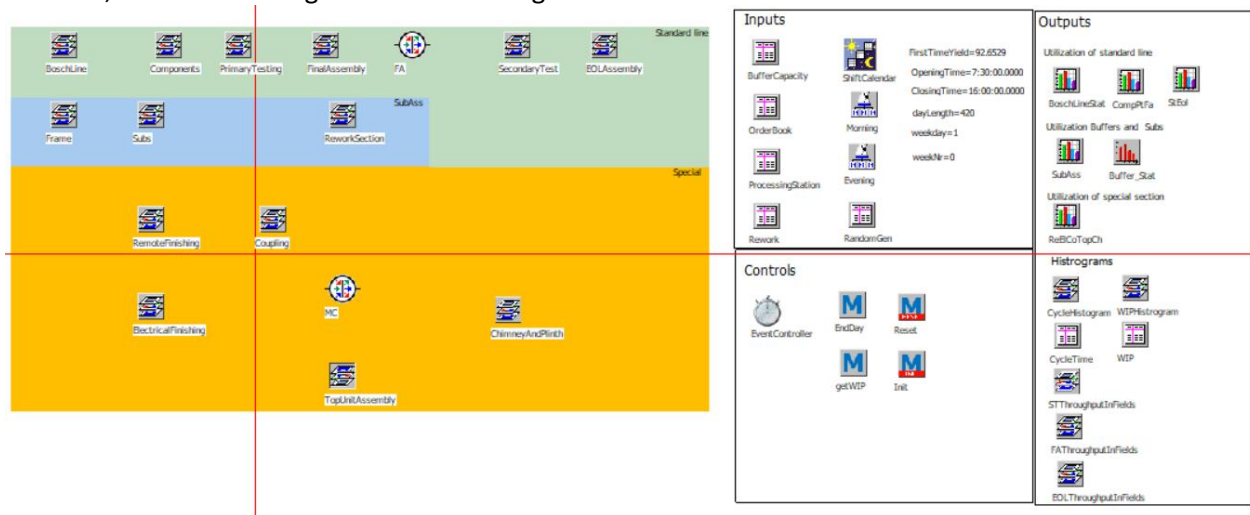 Standard line
BoschLine
Components
PrimaryTesting
FinalAssembly
FA
SecondaryTest
EOLAssembly
SubAss
Frame
Subs
ReworkSection
Special
RemoteFinishing
Coupling
MC
ElectricalFinishing
ChimneyAndPlinth
TopUnitAssembly
Inputs
BufferCapacity
ShiftCalendar
FirstTimeYield=92.6529
OpeningTime=7:30:00.0000
ClosingTime=16:00:00.0000
OrderBook
Morning
dayLength=420
weekday=1
ProcessingStation
Evening
weekNr=0
Rework
RandomGen
Controls
EventController
EndDay
Reset
getWIP
Init
Outputs
Utilization of standard line
BoschLineStat
CompPtFa
StEol
Utilization Buffers and Subs
SubAss
Buffer_Stat
Utilization of special section
ReElCoTopCh
Histrograms
CycleHistogram
WIPHistrogram
CycleTime
WIP
STThroughputInFields
FAThroughputInFields
EOLThroughputInFields